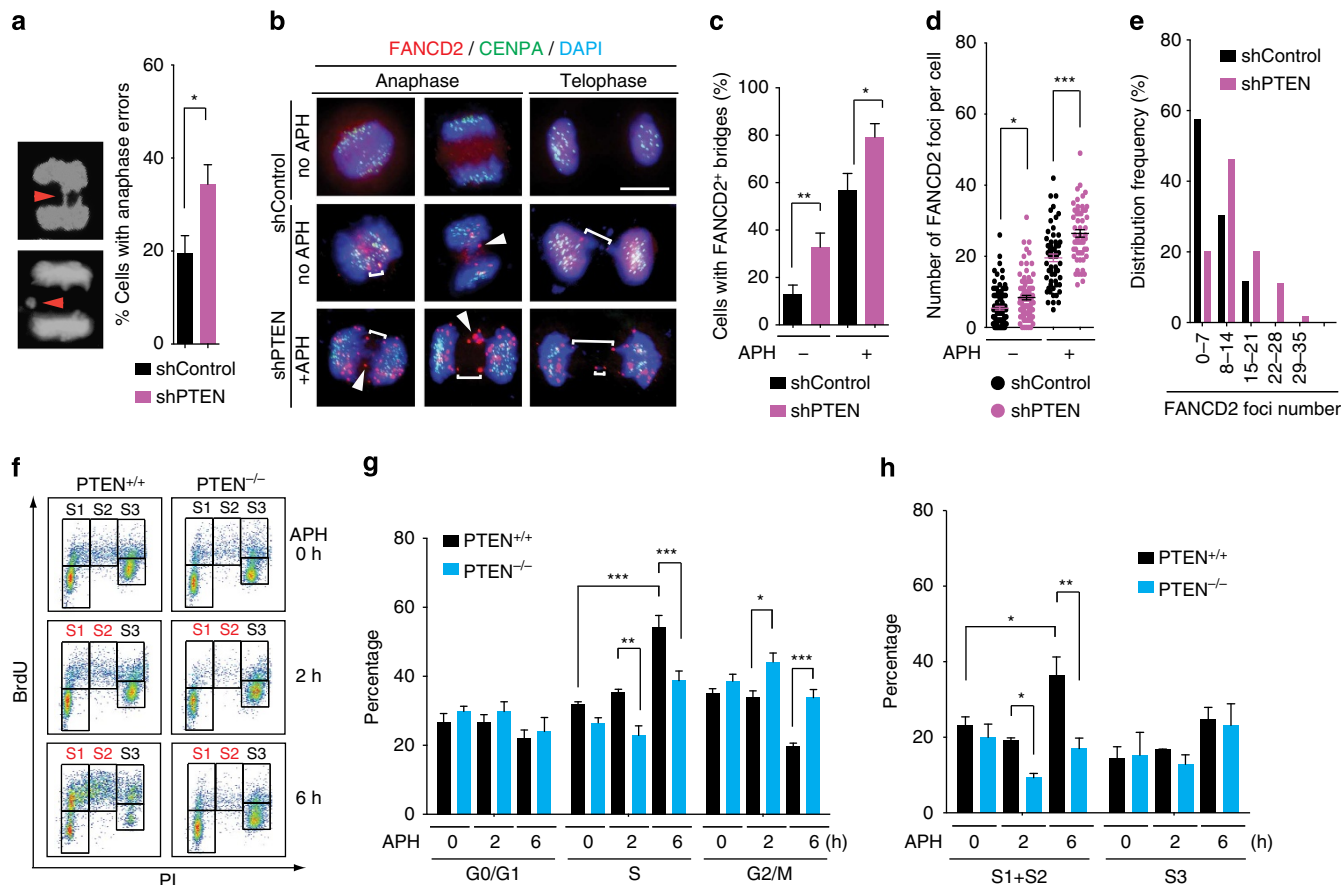 a
% Cells with anaphase errors
60
40
20
0
*
shControl
shPTEN
b
FANCD2 / CENPA / DAPI
Anaphase
Telophase
shControl
no APH
no APH
shPTEN
+APH
c
Cells with FANCD2⁺ bridges (%)
100
80
60
40
20
0
**
*
APH
–
+
shControl
shPTEN
d
Number of FANCD2 foci per cell
80
60
40
20
0
*
***
APH
–
+
shControl
shPTEN
e
Distribution frequency (%)
80
60
40
20
0
shControl
shPTEN
0–7
8–14
15–21
22–28
29–35
FANCD2 foci number
f
PTEN⁺/⁺
PTEN⁻/⁻
S1 S2 S3
S1 S2 S3
APH
0 h
S1 S2 S3
S1 S2 S3
2 h
S1 S2 S3
S1 S2 S3
6 h
BrdU
PI
g
Percentage
80
60
40
20
0
PTEN⁺/⁺
PTEN⁻/⁻
***
**
***
*
***
APH
0 2 6
0 2 6
0 2 6 (h)
G0/G1
S
G2/M
h
Percentage
80
60
40
20
0
PTEN⁺/⁺
PTEN⁻/⁻
*
*
**
APH
0 2 6
0 2 6 (h)
S1+S2
S3